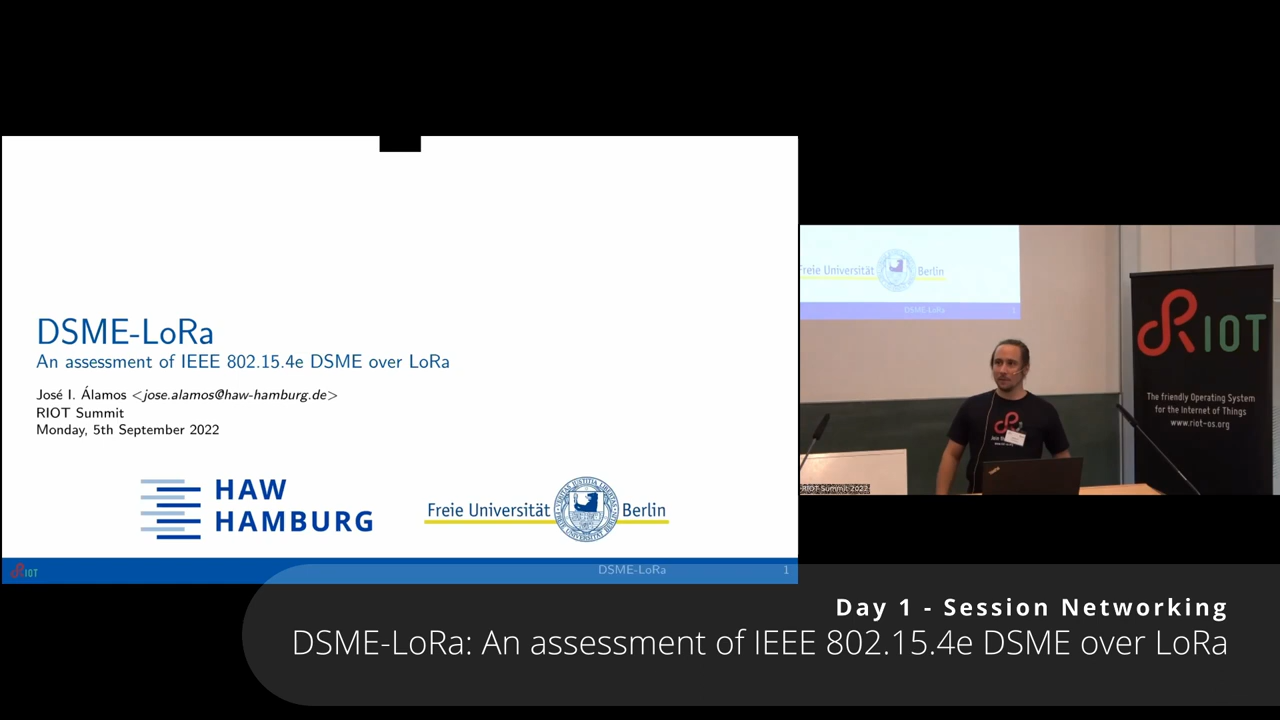 DSME-LoRa
An assessment of IEEE 802.15.4e DSME over LoRa
José I. Álamos <jose.alamos@haw-hamburg.de>
RIOT Summit
Monday, 5th September 2022
HAW
HAMBURG
Freie Universität Berlin
RIOT
DSME-LoRa
1
Freie Universität Berlin
DSME-LoRa
1
RIOT
The friendly Operating System
for the Internet of Things
www.riot-os.org
RIOT Summit 2022
Day 1 - Session Networking
DSME-LoRa: An assessment of IEEE 802.15.4e DSME over LoRa